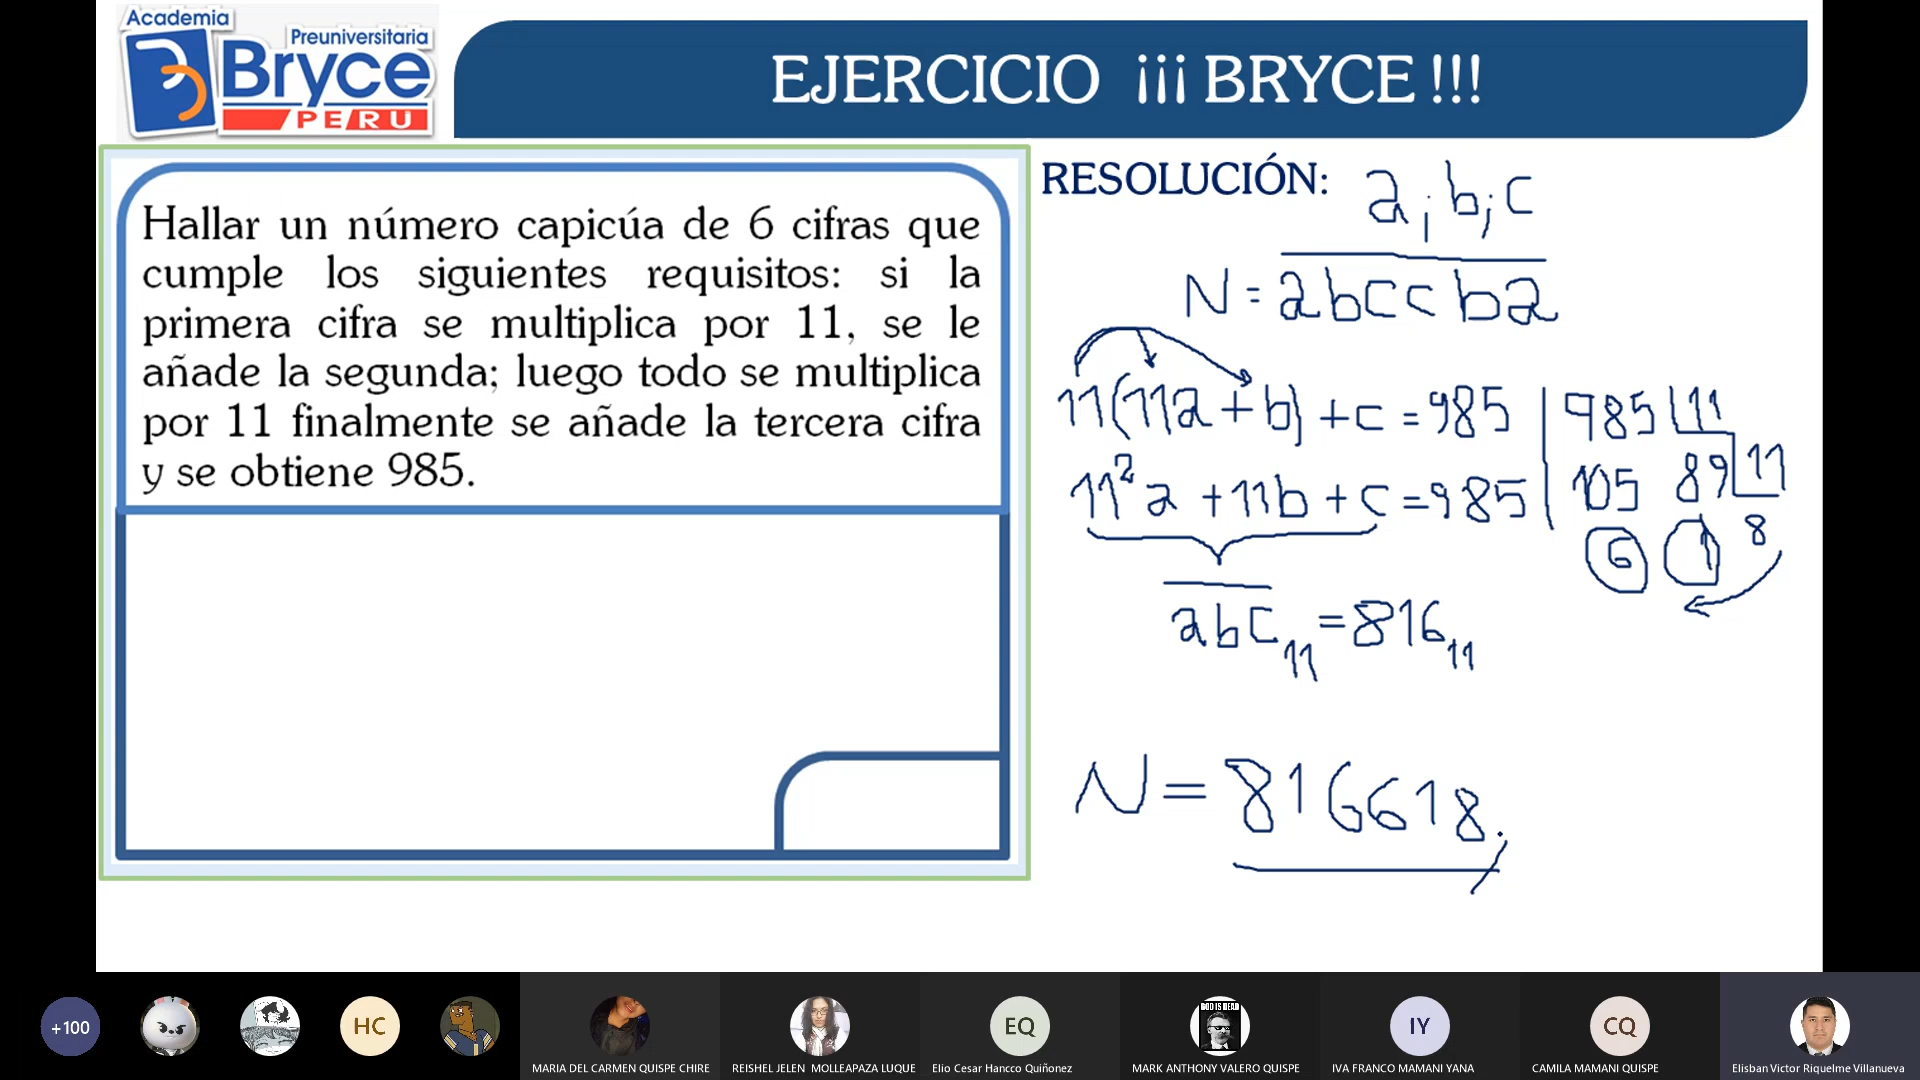 Academia
Preuniversitaria
Bryce
PERU
EJERCICIO ¡¡¡ BRYCE !!!
Hallar un número capicúa de 6 cifras que
cumple los siguientes requisitos: si la
primera cifra se multiplica por 11, se le
añade la segunda; luego todo se multiplica
por 11 finalmente se añade la tercera cifra
y se obtiene 985.
RESOLUCIÓN: a; b; c
N = abccba
11(11a + b) + c = 985
11² a + 11b + c = 985
985 11
105 89 11
6 1 8
abc₁₁ = 816₁₁
N = 816618.
+100
HC
MARIA DEL CARMEN QUISPE CHIRE
REISHEL JELEN MOLLEAPAZA LUQUE
EQ
Elio Cesar Hancco Quiñonez
GOD IS DEAD
MARK ANTHONY VALERO QUISPE
IY
IVA FRANCO MAMANI YANA
CQ
CAMILA MAMANI QUISPE
Elisban Victor Riquelme Villanueva